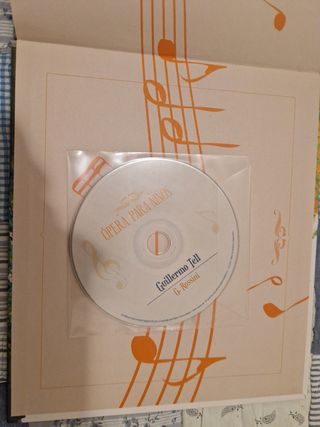 ÓPERA PARA NIÑOS
Guillermo Tell
G. Rossini